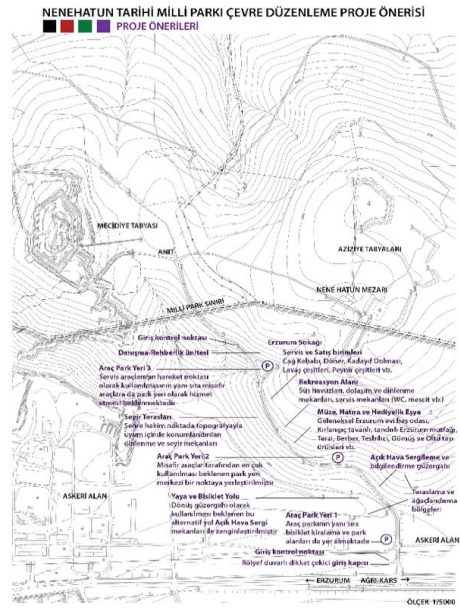 NENEHATUN TARİHİ MİLLİ PARKI ÇEVRE DÜZENLEME PROJE ÖNERİSİ
PROJE ÖNERİLERİ
MECİDİYE TABYASI
ANIT
AZİZİYE TABYALARI
NENE HATUN MEZARI
MİLLİ PARK SINIRI
Giriş kontrol noktası
Danışma-Rehberlik ünitesi
Araç Park Yeri 3
Servis araçlarının hareket noktası
olarak kullanılmasının yanı sıra misafir
araçlara da park yeri olarak hizmet
etmesi beklenmektedir
Seyir Terasları
Şehre hakim noktada topografyayla
uyum içinde konumlandırılan
dinlenme ve seyir mekanları
Araç Park Yeri 2
Misafir araçlar tarafından en çok
kullanılması beklenen park yeri
merkezi bir noktaya yerleştirilmiştir
Yaya ve Bisiklet Yolu
Dönüş güzergahı olarak
kullanılması beklenen bu
alternatif yol Açık Hava Sergi
mekanları ile zenginleştirilmiştir
Erzurum Sokağı
Servis ve Satış birimleri
Cağ Kebabı, Döner, Kadayıf Dolması,
Lavaş çeşitleri, Peynir çeşitleri vb.
P
Rekreasyon Alanı
Süs havuzları, dolaşım ve dinlenme
mekanları, servis mekanları (WC, mescit vb.)
Müze, Hatıra ve Hediyelik Eşya
Geleneksel Erzurum evi baş odası,
Kırlangıç tavanlı, tandırlı Erzurum mutfağı,
Terzi, Berber, Tesbihci, Gümüş ve Oltu taşı
ürünleri vb.
P
Açık Hava Sergileme ve
bilgilendirme güzergahı
Teraslama ve
ağaçlandırma
bölgeleri
Araç Park Yeri 1
Araç parkının yanı sıra
bisiklet kiralama ve park
alanları da yer almaktadır
P
Giriş kontrol noktası
Rölyef duvarlı dikkat çekici giriş kapısı
ASKERİ ALAN
ASKERİ ALAN
← ERZURUM AĞRI-KARS →
ÖLÇEK 1/5000